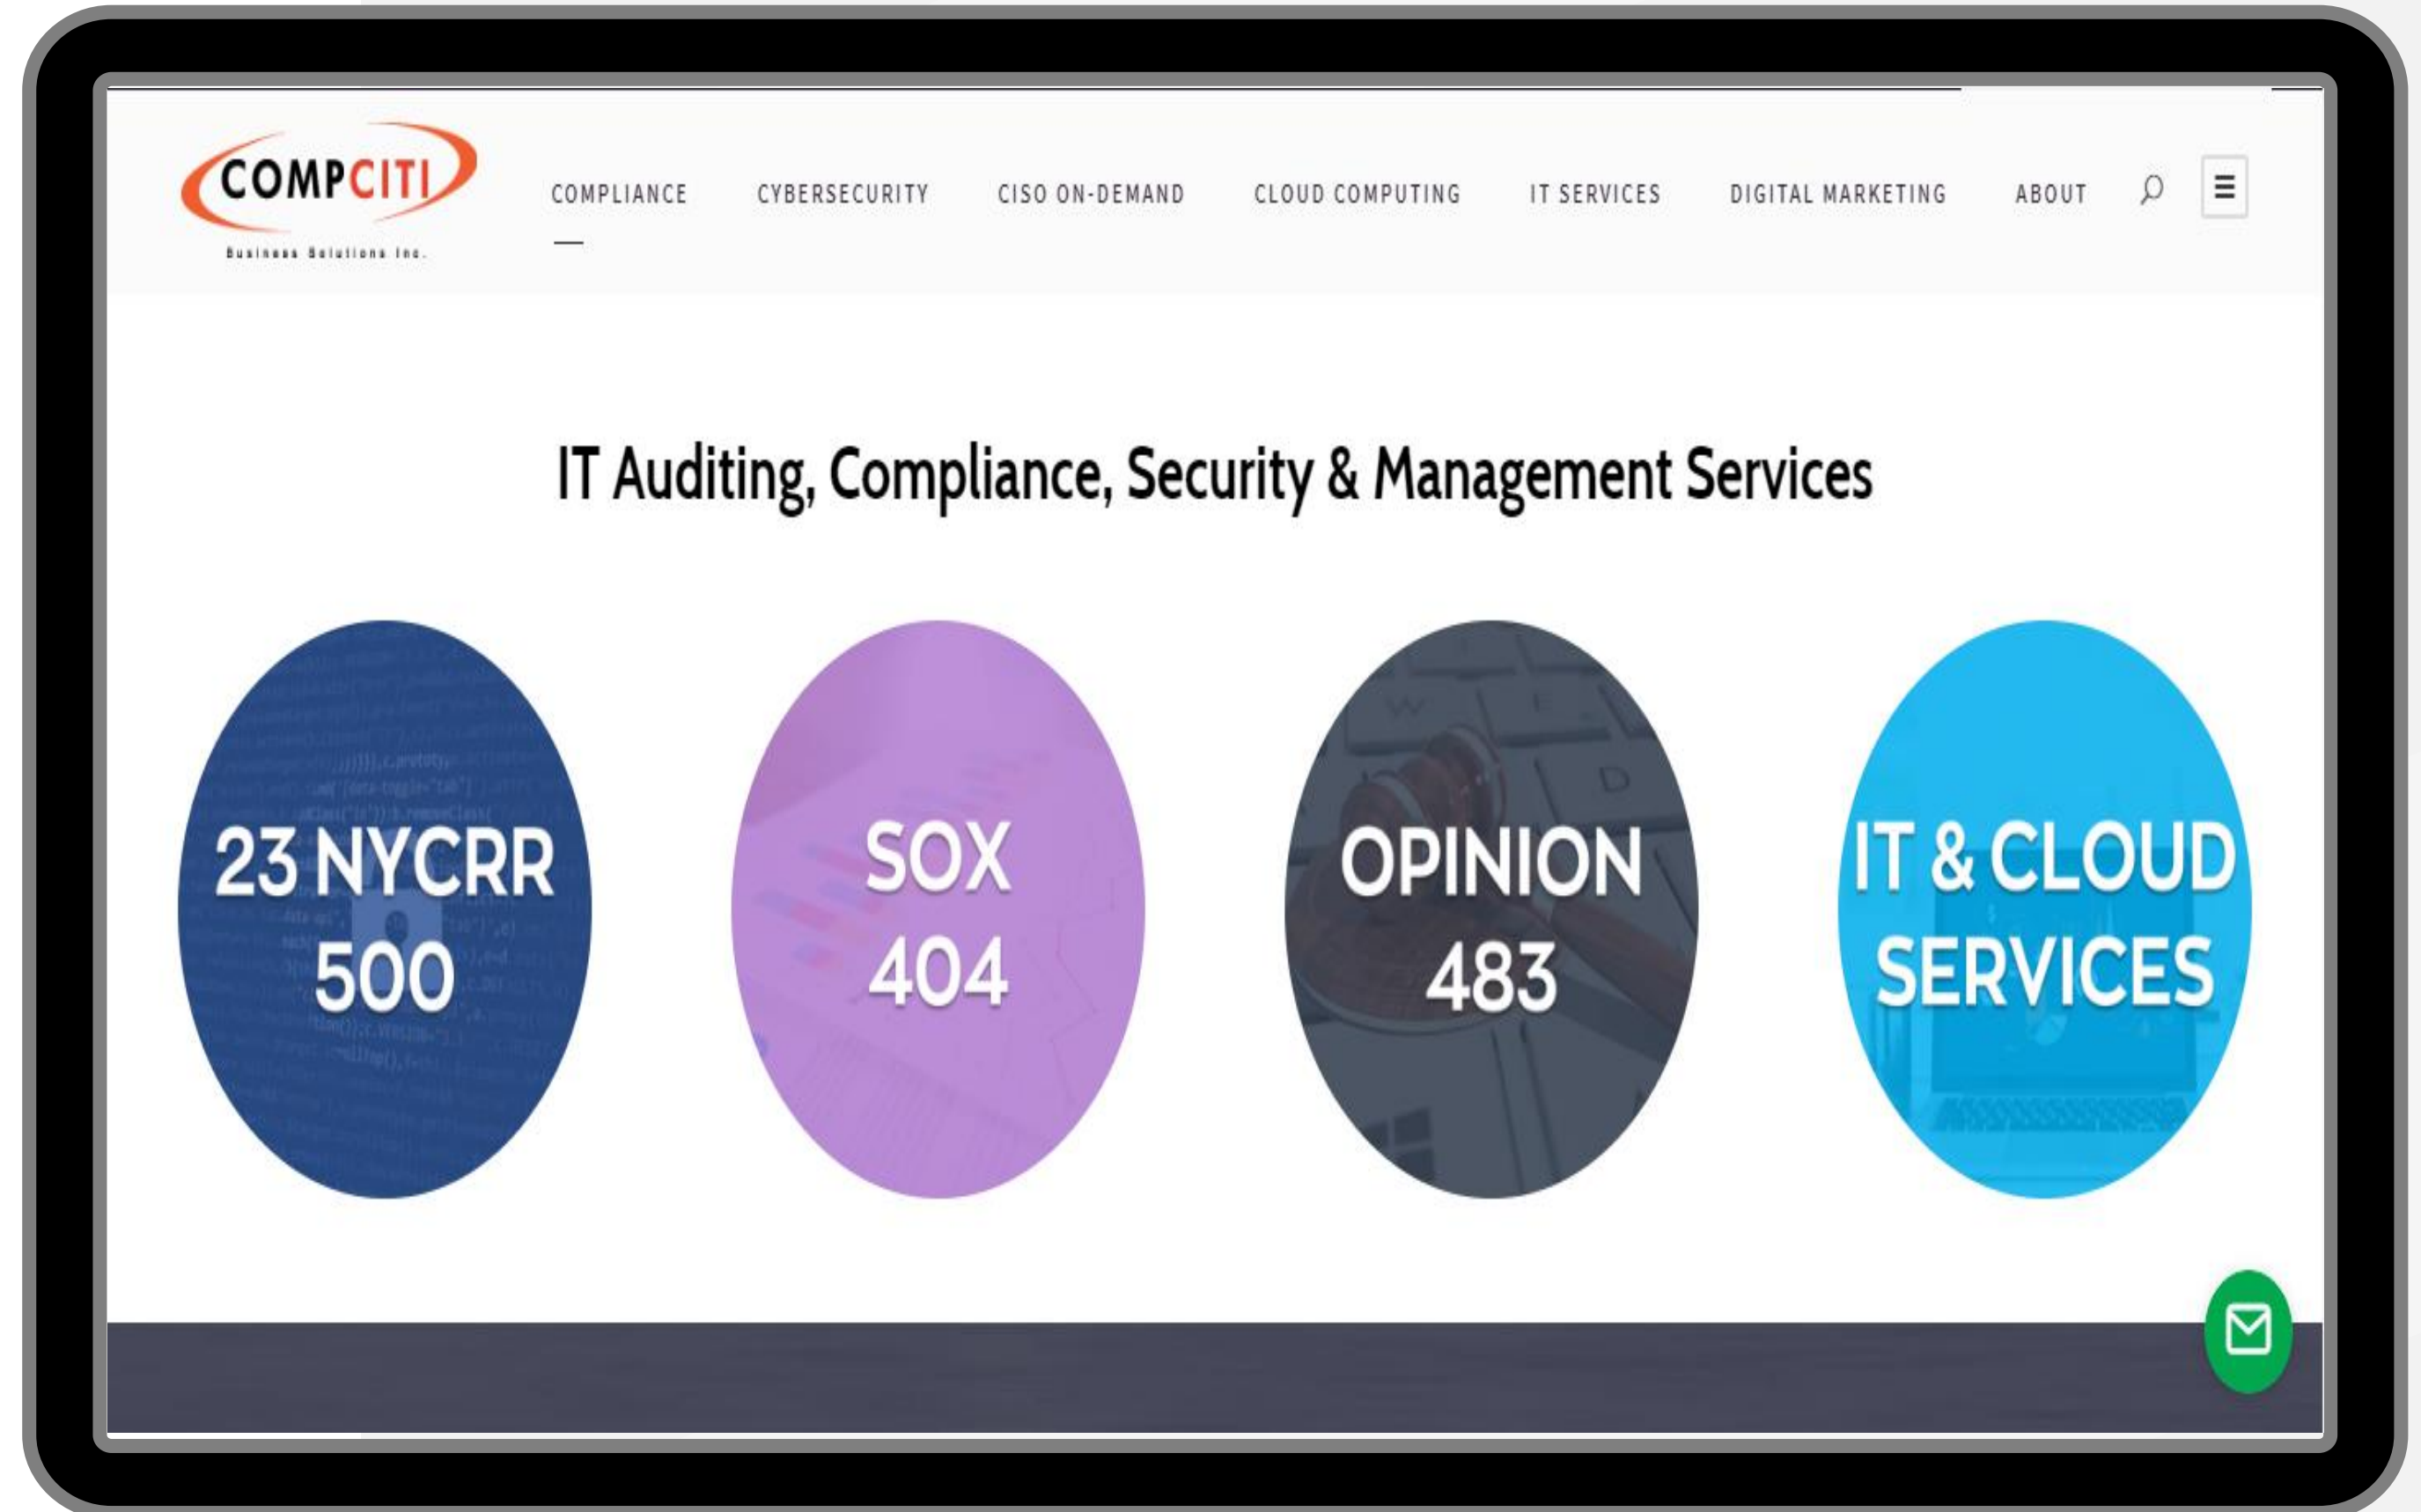 COMPCITI
Business Solutions Inc.
COMPLIANCE CYBERSECURITY CISO ON-DEMAND CLOUD COMPUTING IT SERVICES DIGITAL MARKETING ABOUT
IT Auditing, Compliance, Security & Management Services
23 NYCRR
500
SOX
404
OPINION
483
IT & CLOUD
SERVICES